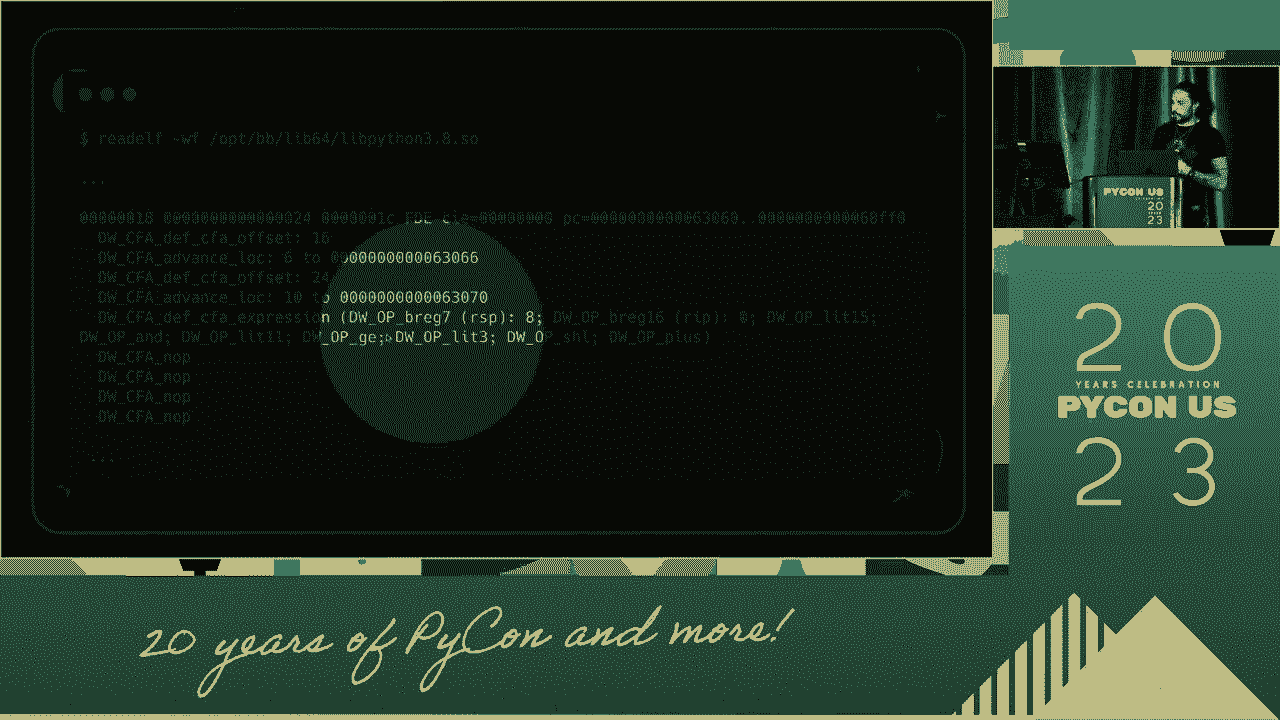 $ readelf -wf /opt/bb/lib64/libpython3.8.so
...
DW_CFA_def_cfa_offset: 16
DW_CFA_advance_loc: 6 to 0000000000063066
DW_CFA_def_cfa_offset: 24
DW_CFA_advance_loc: 10 to 0000000000063070
DW_CFA_def_cfa_expression (DW_OP_breg7 (rsp): 8; DW_OP_breg16 (rip): 0; DW_OP_lit15;
DW_OP_and; DW_OP_lit11; DW_OP_ge; DW_OP_lit3; DW_OP_shl; DW_OP_plus)
DW_CFA_nop
DW_CFA_nop
DW_CFA_nop
DW_CFA_nop
...
PYCON US
20
23
20
YEARS CELEBRATION
PYCON US
23
20 years of PyCon and more!